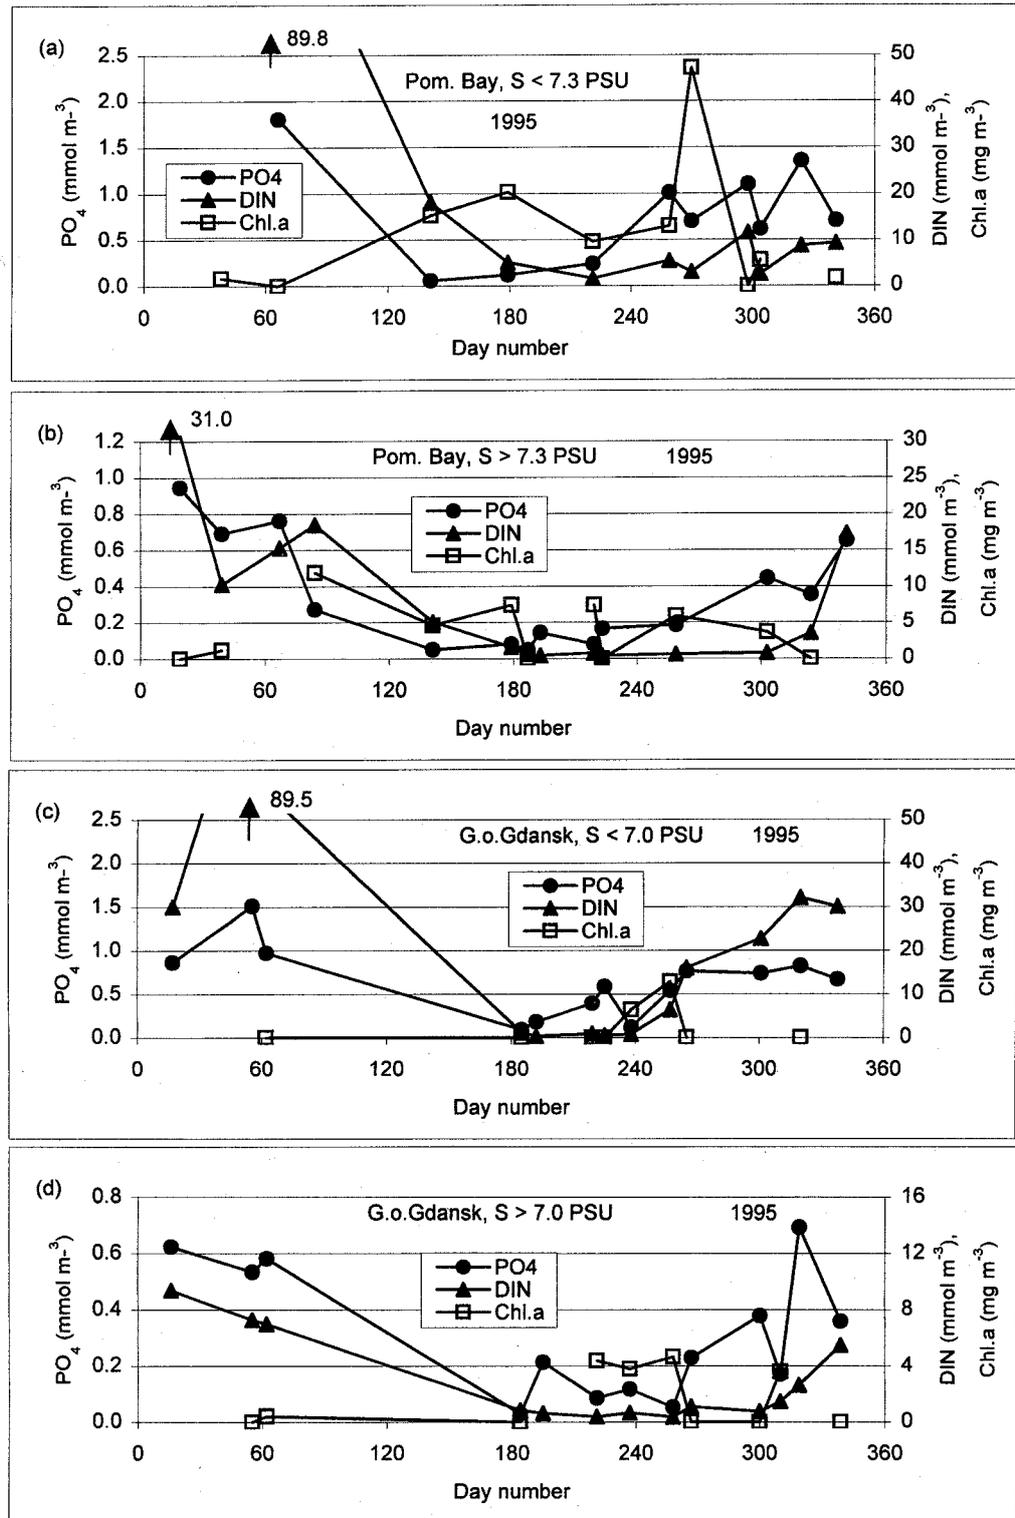 (a)
89.8
Pom. Bay, S < 7.3 PSU
1995
PO4
DIN
Chl.a
2.5
2.0
1.5
1.0
0.5
0.0
PO₄ (mmol m-³)
50
40
30
20
10
0
DIN (mmol m⁻³),
Chl.a (mg m⁻³)
0 60 120 180 240 300 360
Day number
(b)
31.0
Pom. Bay, S > 7.3 PSU 1995
PO4
DIN
Chl.a
1.2
1.0
0.8
0.6
0.4
0.2
0.0
PO₄ (mmol m-³)
30
25
20
15
10
5
0
DIN (mmol m⁻³),
Chl.a (mg m⁻³)
0 60 120 180 240 300 360
Day number
(c)
89.5
G.o.Gdansk, S < 7.0 PSU 1995
PO4
DIN
Chl.a
2.5
2.0
1.5
1.0
0.5
0.0
PO₄ (mmol m-³)
50
40
30
20
10
0
DIN (mmol m⁻³),
Chl.a (mg m⁻³)
0 60 120 180 240 300 360
Day number
(d)
G.o.Gdansk, S > 7.0 PSU 1995
PO4
DIN
Chl.a
0.8
0.6
0.4
0.2
0.0
PO₄ (mmol m-³)
16
12
8
4
0
DIN (mmol m⁻³),
Chl.a (mg m⁻³)
0 60 120 180 240 300 360
Day number